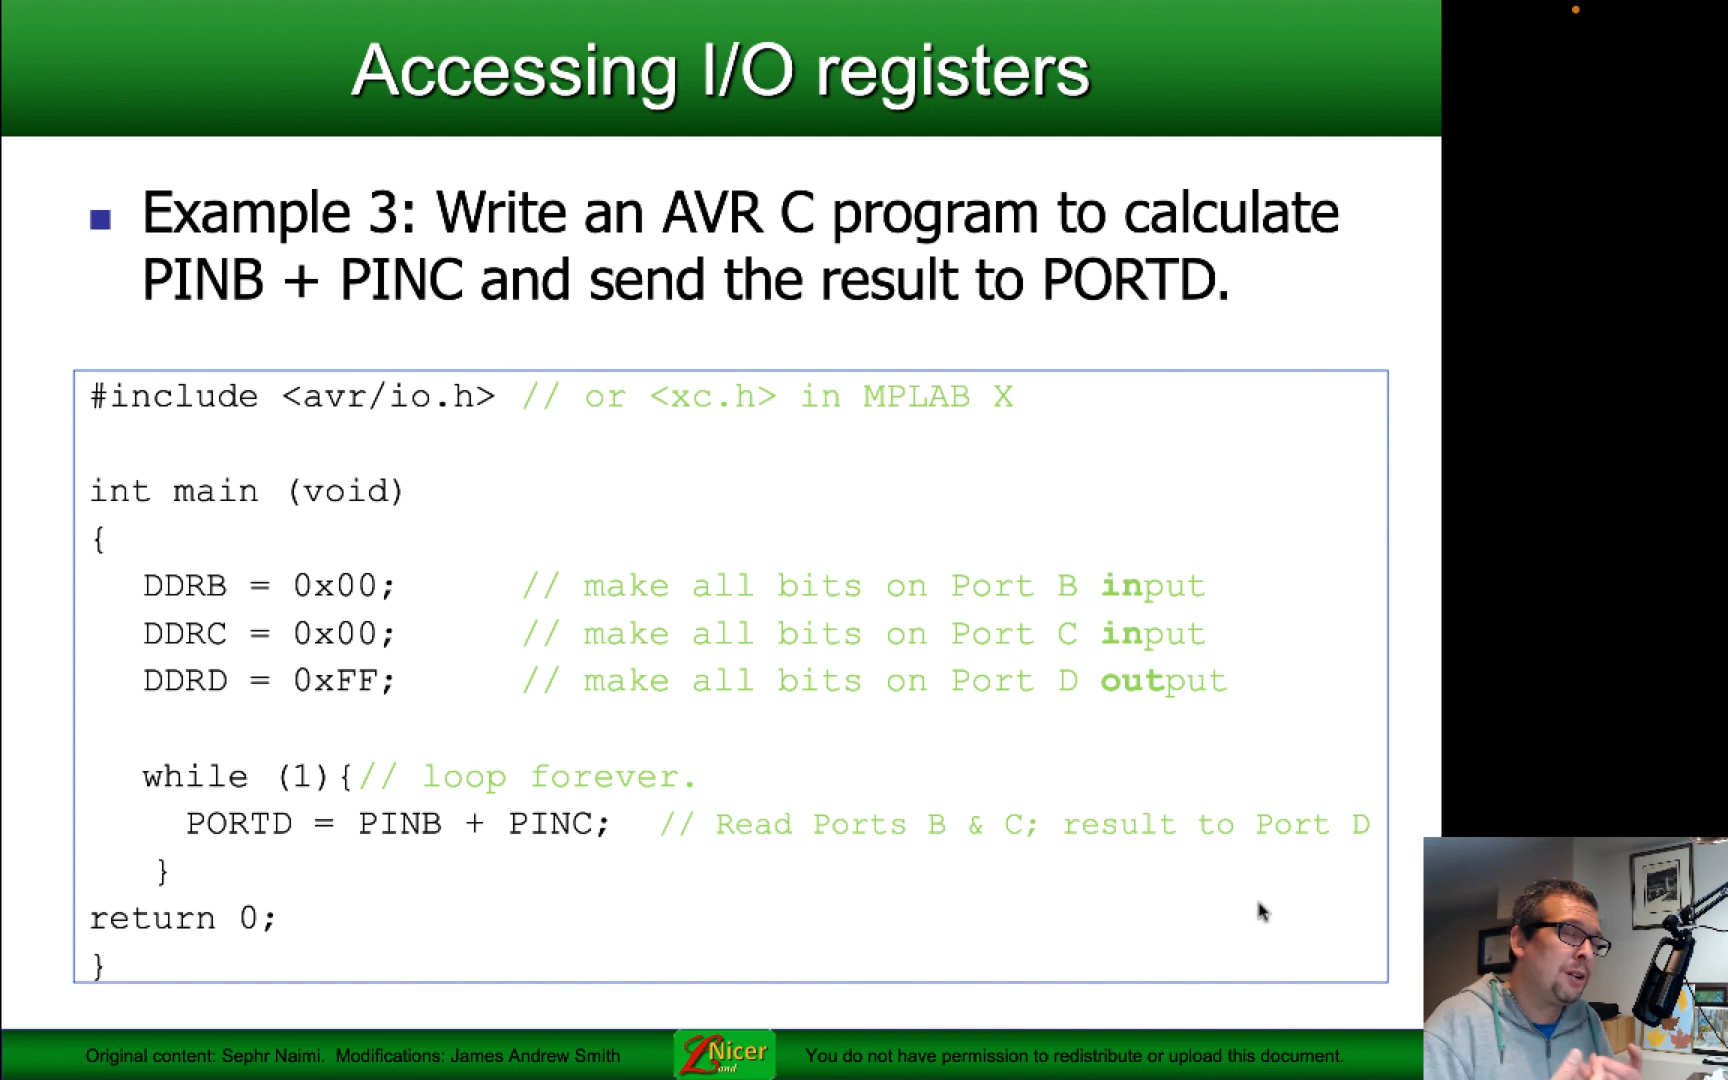 Accessing I/O registers
Example 3: Write an AVR C program to calculate
PINB + PINC and send the result to PORTD.
#include <avr/io.h> // or <xc.h> in MPLAB X
int main (void)
{
DDRB = 0x00; // make all bits on Port B input
DDRC = 0x00; // make all bits on Port C input
DDRD = 0xFF; // make all bits on Port D output
while (1){// loop forever.
PORTD = PINB + PINC; // Read Ports B & C; result to Port D
}
return 0;
}
Original content: Sephr Naimi. Modifications: James Andrew Smith
Nicer
Land
You do not have permission to redistribute or upload this document.